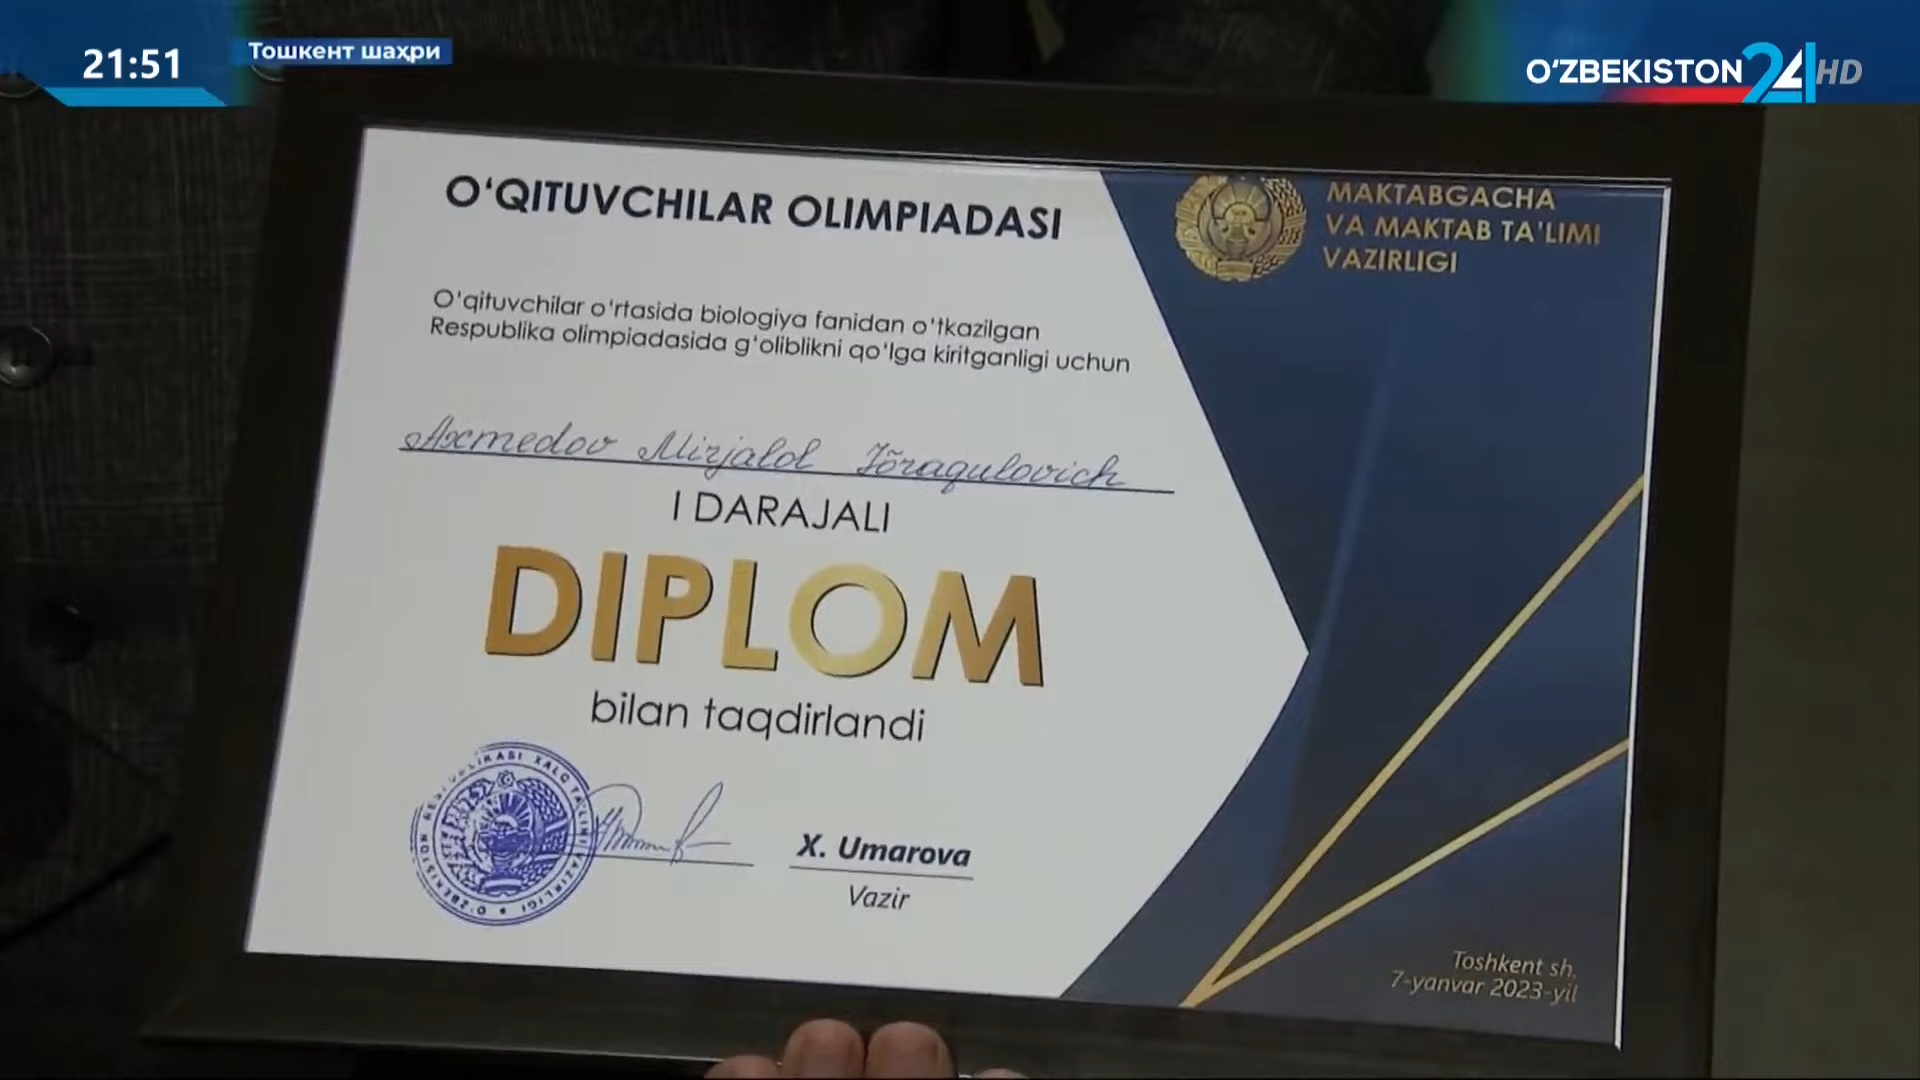 21:51
Тошкент шаҳри
O‘ZBEKISTON 24 HD
O‘QITUVCHILAR OLIMPIADASI
MAKTABGACHA
VA MAKTAB TA'LIMI
VAZIRLIGI
O‘qituvchilar o‘rtasida biologiya fanidan o‘tkazilgan
Respublika olimpiadasida g‘oliblikni qo‘lga kiritganligi uchun
Axmedov Mirjalol Jõraqulovich
I DARAJALI
DIPLOM
bilan taqdirlandi
X. Umarova
Vazir
Toshkent sh.
7-yanvar 2023-yil